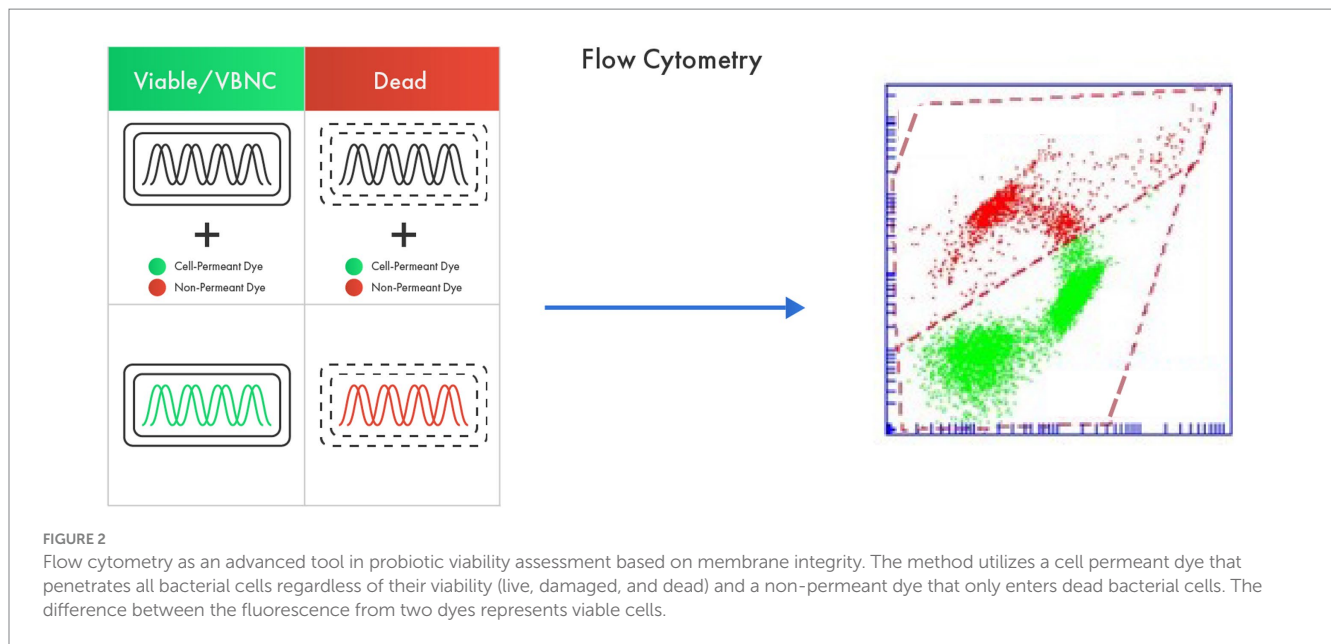 Viable/VBNC
Dead
Flow Cytometry
+
+
Cell-Permeant Dye
Non-Permeant Dye
Cell-Permeant Dye
Non-Permeant Dye
FIGURE 2
Flow cytometry as an advanced tool in probiotic viability assessment based on membrane integrity. The method utilizes a cell permeant dye that
penetrates all bacterial cells regardless of their viability (live, damaged, and dead) and a non-permeant dye that only enters dead bacterial cells. The
difference between the fluorescence from two dyes represents viable cells.